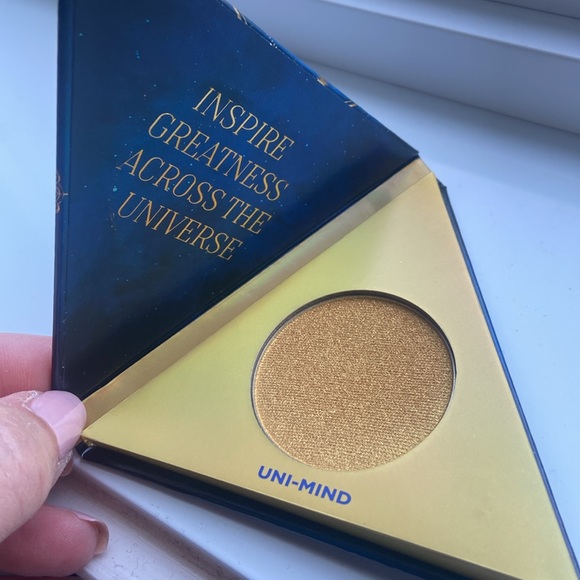 INSPIRE
GREATNESS
ACROSS THE
UNIVERSE
UNI-MIND